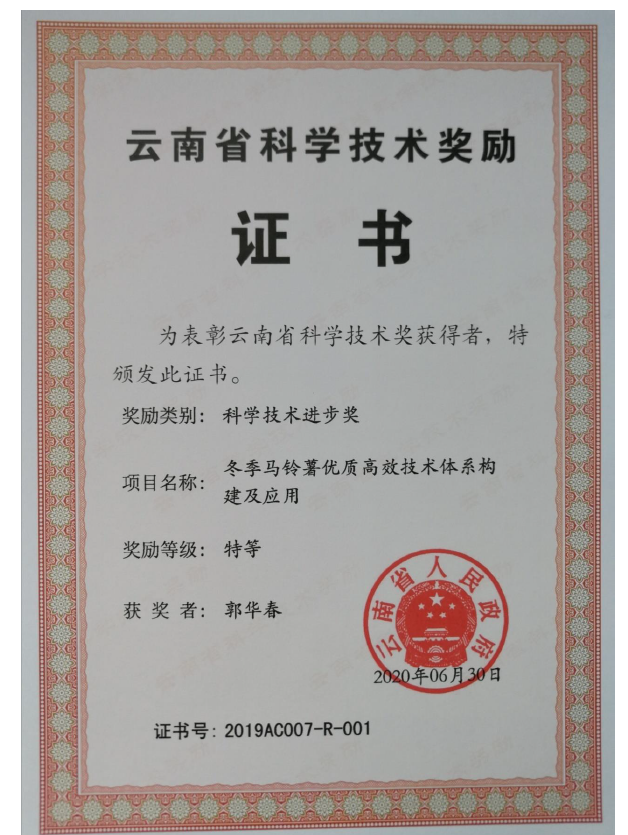 云南省科学技术奖励
证 书
为表彰云南省科学技术奖获得者，特
颁发此证书。
奖励类别： 科学技术进步奖
项目名称： 冬季马铃薯优质高效技术体系构
建及应用
奖励等级： 特等
获 奖 者： 郭华春
云南省人民政府
2020年06月30日
证书号: 2019AC007-R-001